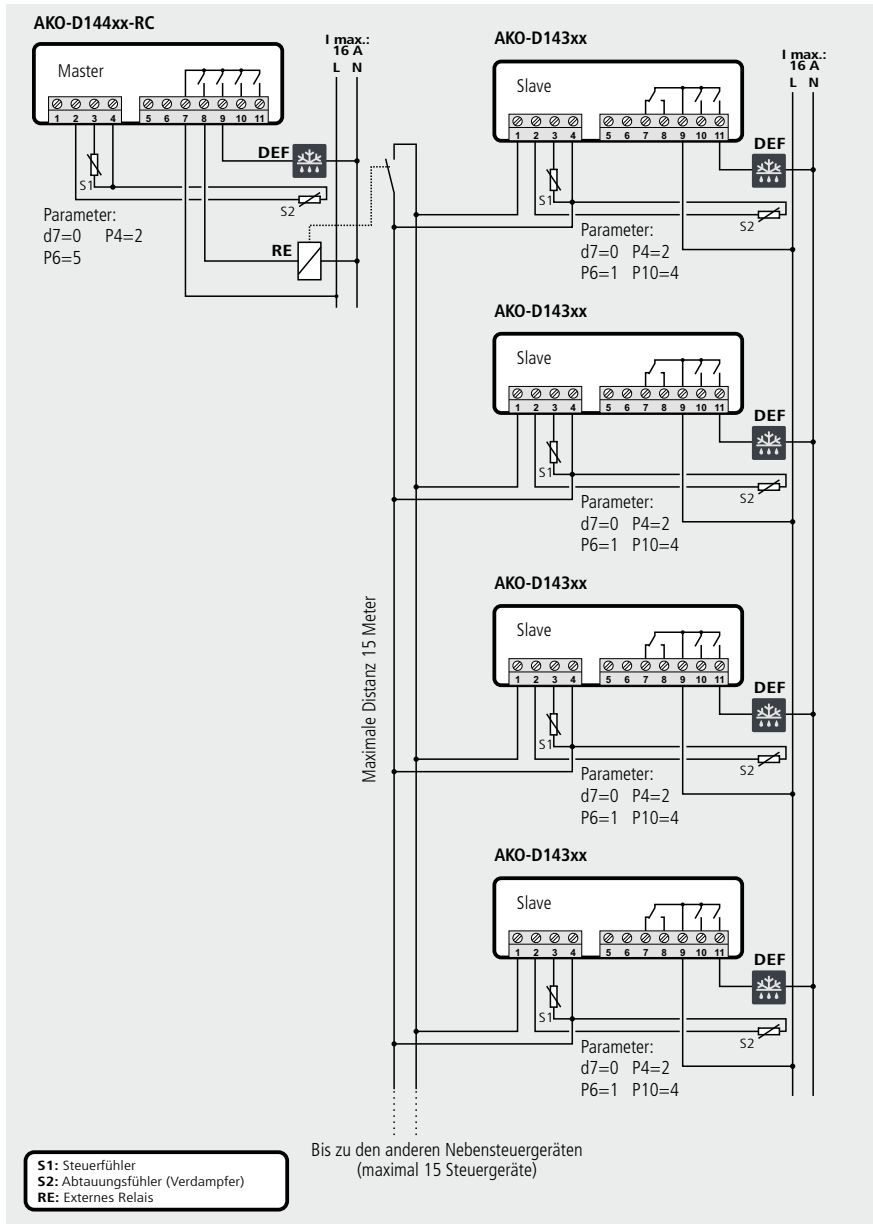 AKO-D144xx-RC
I max.:
16 A
L N
Master
1 2 3 4 5 6 7 8 9 10 11
DEF
S1
S2
Parameter:
d7=0 P4=2
P6=5
RE
AKO-D143xx
I max.:
16 A
L N
Slave
1 2 3 4 5 6 7 8 9 10 11
DEF
S1
S2
Parameter:
d7=0 P4=2
P6=1 P10=4
AKO-D143xx
Slave
1 2 3 4 5 6 7 8 9 10 11
DEF
S1
S2
Parameter:
d7=0 P4=2
P6=1 P10=4
Maximale Distanz 15 Meter
AKO-D143xx
Slave
1 2 3 4 5 6 7 8 9 10 11
DEF
S1
S2
Parameter:
d7=0 P4=2
P6=1 P10=4
AKO-D143xx
Slave
1 2 3 4 5 6 7 8 9 10 11
DEF
S1
S2
Parameter:
d7=0 P4=2
P6=1 P10=4
Bis zu den anderen Nebensteuergeräten
(maximal 15 Steuergeräte)
S1: Steuerfühler
S2: Abtauungsfühler (Verdampfer)
RE: Externes Relais